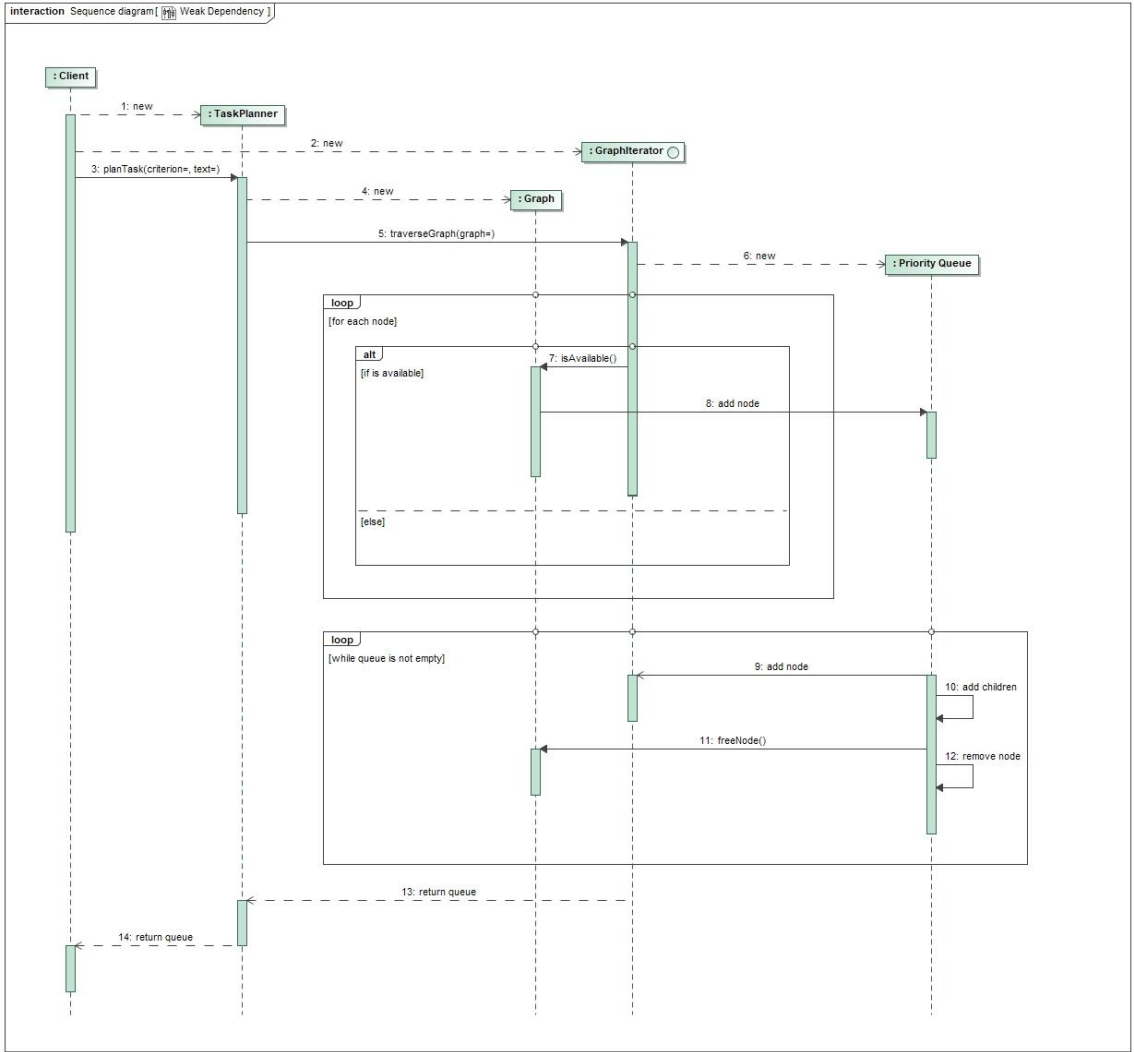 interaction Sequence diagram[ Weak Dependency ]
: Client
1: new
: TaskPlanner
2: new
: GraphIterator
3: planTask(criterion=, text=)
4: new
: Graph
5: traverseGraph(graph=)
6: new
: Priority Queue
loop
[for each node]
alt
7: isAvailable()
[if is available]
8: add node
[else]
loop
[while queue is not empty]
9: add node
10: add children
11: freeNode()
12: remove node
13: return queue
14: return queue